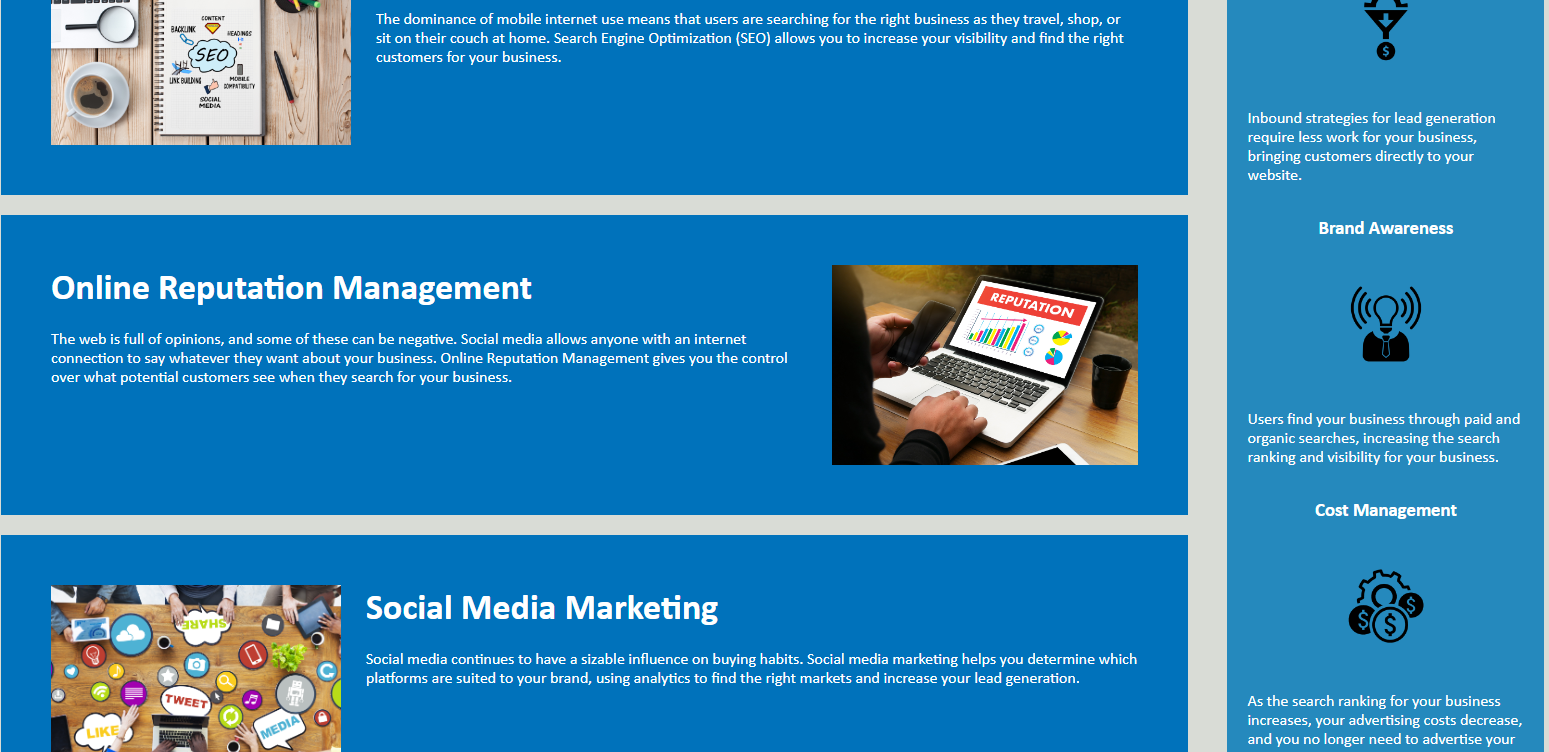 The dominance of mobile internet use means that users are searching for the right business as they travel, shop, or
sit on their couch at home. Search Engine Optimization (SEO) allows you to increase your visibility and find the right
customers for your business.
CONTENT
BACKLINK
HEADINGS
SEO
LINK BUILDING
MOBILE
COMPATIBILITY
SOCIAL
MEDIA
Online Reputation Management
The web is full of opinions, and some of these can be negative. Social media allows anyone with an internet
connection to say whatever they want about your business. Online Reputation Management gives you the control
over what potential customers see when they search for your business.
REPUTATION
Social Media Marketing
Social media continues to have a sizable influence on buying habits. Social media marketing helps you determine which
platforms are suited to your brand, using analytics to find the right markets and increase your lead generation.
SHARE
TWEET
LIKE
MEDIA
$
Inbound strategies for lead generation
require less work for your business,
bringing customers directly to your
website.
Brand Awareness
Users find your business through paid and
organic searches, increasing the search
ranking and visibility for your business.
Cost Management
$ $
$
As the search ranking for your business
increases, your advertising costs decrease,
and you no longer need to advertise your